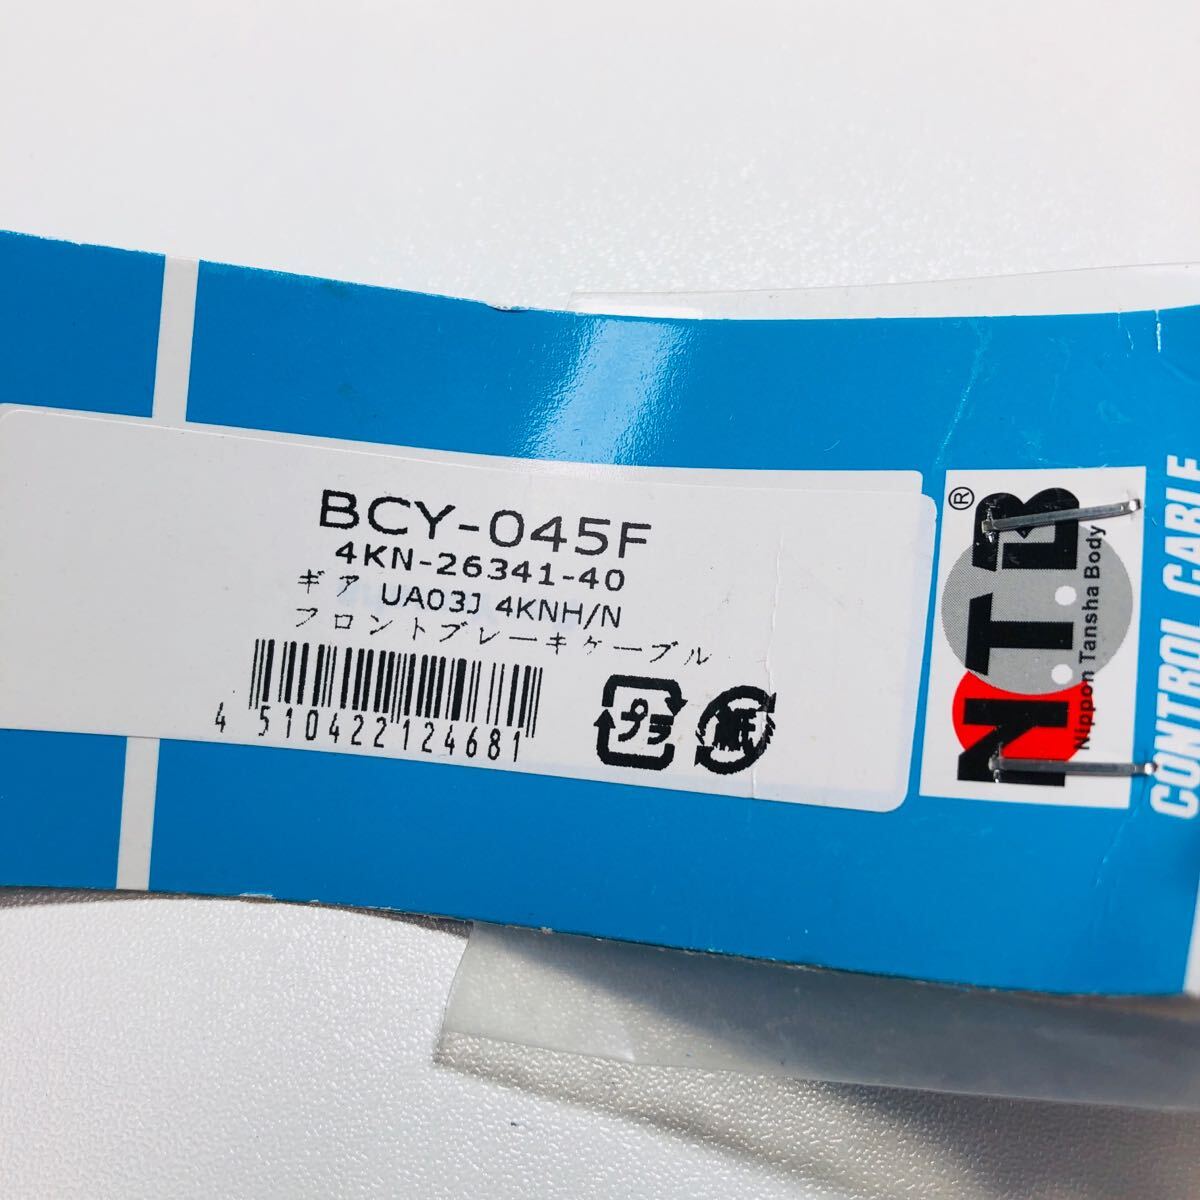 BCY-045F
4KN-26341-40
ギア UA03J 4KNH/N
フロントブレーキケーブル
4 510422 124681
プラ
紙
N.T.B
®
Nippon Tansha Body
CONTROL CABLE